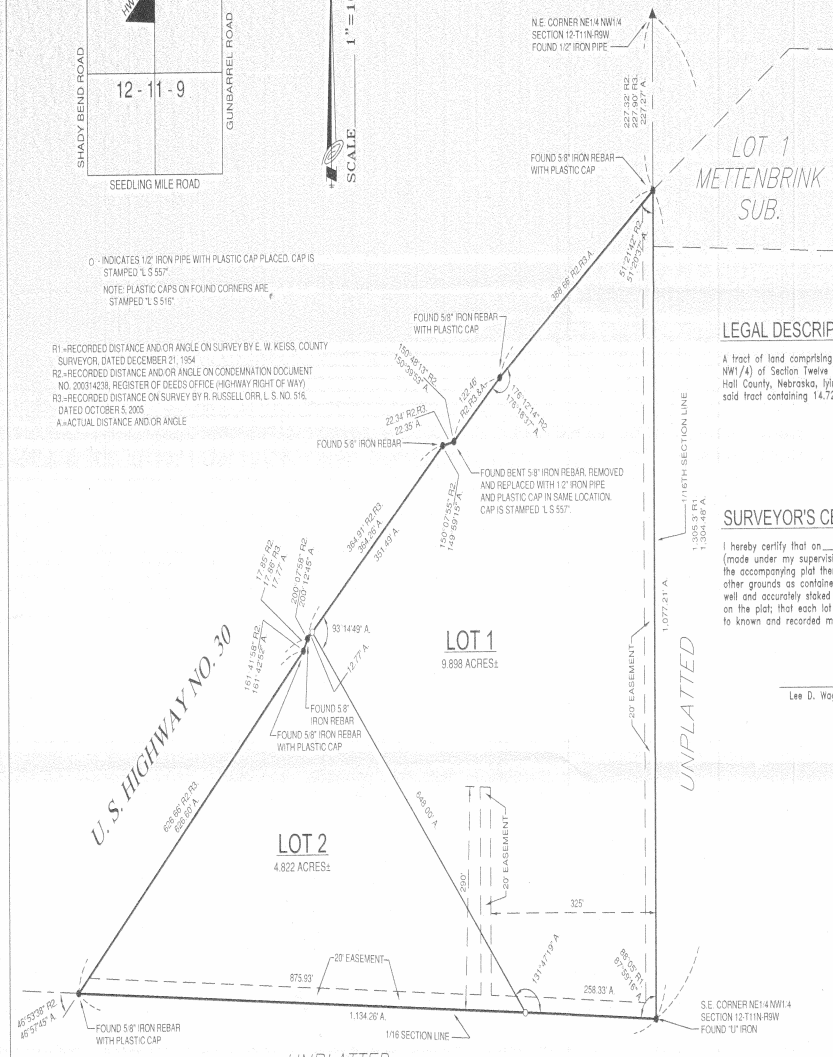 HW
SHADY BEND ROAD
GUNBARREL ROAD
12 - 11 - 9
SEEDLING MILE ROAD
SCALE 1"=1
N.E. CORNER NE1/4 NW1/4
SECTION 12-T11N-R9W
FOUND 1/2" IRON PIPE
227.32' R2.
227.90' R3.
227.27' A.
FOUND 5/8" IRON REBAR
WITH PLASTIC CAP
LOT 1
METTENBRINK
SUB.
51°21'42" R2.
51°20'37" A.
O - INDICATES 1/2" IRON PIPE WITH PLASTIC CAP PLACED. CAP IS
STAMPED "L S 557".
NOTE: PLASTIC CAPS ON FOUND CORNERS ARE
STAMPED "L S 516"
388.66' R2.R3.A.
FOUND 5/8" IRON REBAR
WITH PLASTIC CAP
R1.=RECORDED DISTANCE AND/OR ANGLE ON SURVEY BY E. W. KEISS, COUNTY
SURVEYOR, DATED DECEMBER 21, 1954
R2.=RECORDED DISTANCE AND/OR ANGLE ON CONDEMNATION DOCUMENT
NO. 200314238, REGISTER OF DEEDS OFFICE (HIGHWAY RIGHT OF WAY)
R3.=RECORDED DISTANCE ON SURVEY BY R. RUSSELL ORR, L. S. NO. 516,
DATED OCTOBER 5, 2005
A.=ACTUAL DISTANCE AND/OR ANGLE
150°48'13" R2.
150°39'33" A.
122.46'
R2.R3.&A.
176°12'14" R2.
176°18'37" A.
22.34' R2.R3.
22.35' A.
FOUND 5/8" IRON REBAR
FOUND BENT 5/8" IRON REBAR, REMOVED
AND REPLACED WITH 1/2" IRON PIPE
AND PLASTIC CAP IN SAME LOCATION.
CAP IS STAMPED "L S 557".
150°07'55" R2.
149°59'15" A.
LEGAL DESCRIP
A tract of land comprising
NW1/4) of Section Twelve
Hall County, Nebraska, lyi
said tract containing 14.72
1/16TH SECTION LINE
1,305.3' R1
1,304.48' A.
SURVEYOR'S CE
I hereby certify that on
(made under my supervisi
the accompanying plat the
other grounds as containe
well and accurately staked
on the plat; that each lot
to known and recorded m
Lee D. Wag
364.91' R2.R3.
364.26' A.
351.49' A.
17.85' R2.
17.86' R3.
17.77' A
200°07'58" R2
200°12'45" A.
93°14'49" A.
12.77' A.
161°41'58" R2.
161°42'52" A.
LOT 1
9.898 ACRES±
1,077.21' A.
20' EASEMENT
UNPLATTED
FOUND 5/8"
IRON REBAR
FOUND 5/8" IRON REBAR
WITH PLASTIC CAP
U. S. HIGHWAY NO. 30
626.66' R2.R3.
626.60' A.
648.00' A.
LOT 2
4.822 ACRES±
290'
20' EASEMENT
325'
131°47'19" A
88°05' R1.
87°59'16" A.
20' EASEMENT
875.93'
258.33' A.
1,134.26' A.
1/16 SECTION LINE
46°53'38" R2.
46°57'45" A.
FOUND 5/8" IRON REBAR
WITH PLASTIC CAP
S.E. CORNER NE1/4 NW1/4
SECTION 12-T11N-R9W
FOUND "U" IRON
UNPLATTED